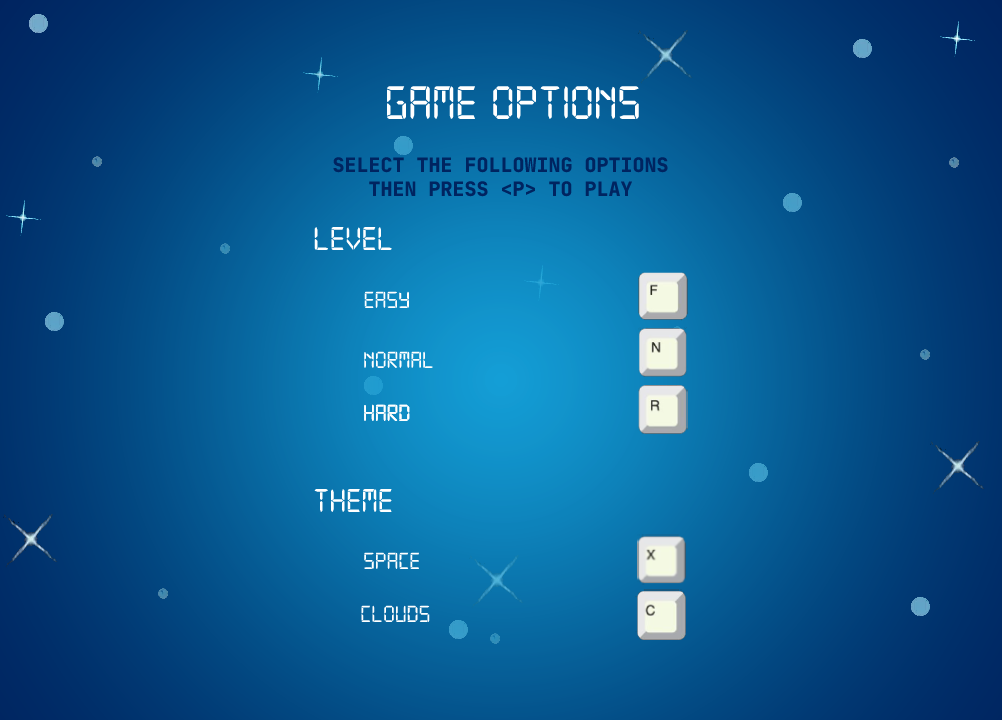 GAME OPTIONS
SELECT THE FOLLOWING OPTIONS
THEN PRESS <P> TO PLAY
LEVEL
EASY F
NORMAL N
HARD R
THEME
SPACE X
CLOUDS C